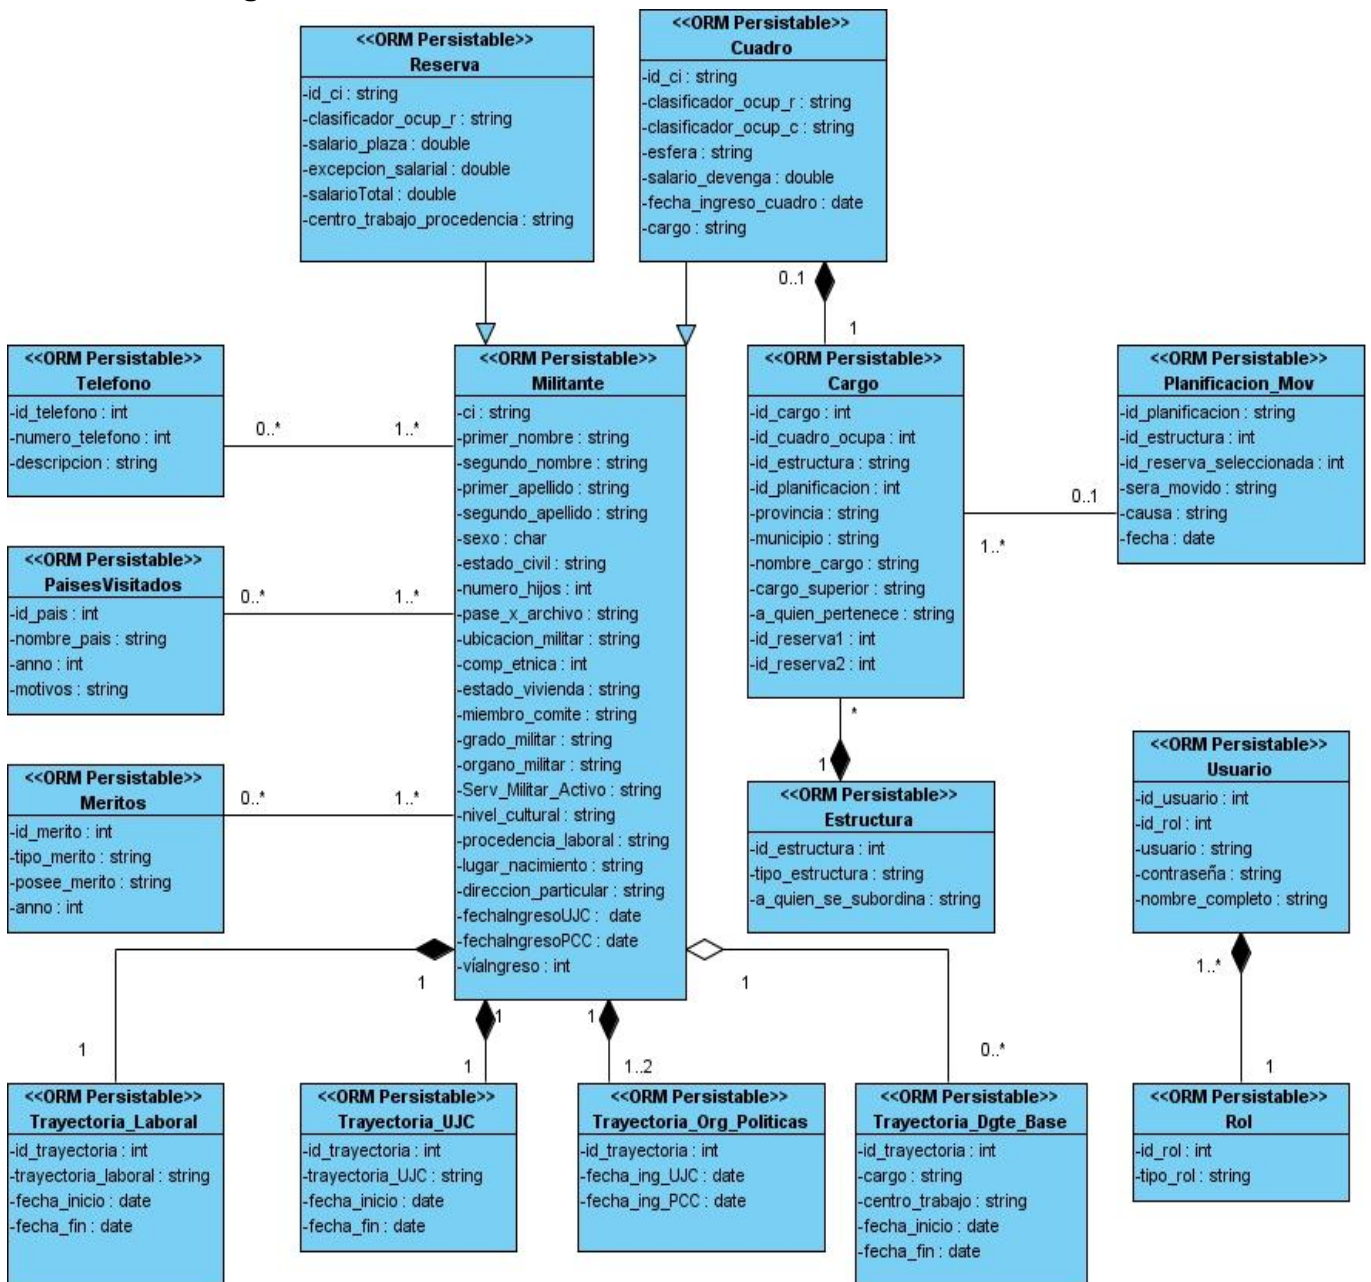 <<ORM Persistable>>
Reserva
-id_ci : string
-clasificador_ocup_r : string
-salario_plaza : double
-excepcion_salarial : double
-salarioTotal : double
-centro_trabajo_procedencia : string
<<ORM Persistable>>
Cuadro
-id_ci : string
-clasificador_ocup_r : string
-clasificador_ocup_c : string
-esfera : string
-salario_devenga : double
-fecha_ingreso_cuadro : date
-cargo : string
0..1
1
<<ORM Persistable>>
Telefono
-id_telefono : int
-numero_telefono : int
-descripcion : string
0..*
1..*
<<ORM Persistable>>
Militante
-ci : string
-primer_nombre : string
-segundo_nombre : string
-primer_apellido : string
-segundo_apellido : string
-sexo : char
-estado_civil : string
-numero_hijos : int
-pase_x_archivo : string
-ubicacion_militar : string
-comp_etnica : int
-estado_vivienda : string
-miembro_comite : string
-grado_militar : string
-organo_militar : string
-Serv_Militar_Activo : string
-nivel_cultural : string
-procedencia_laboral : string
-lugar_nacimiento : string
-direccion_particular : string
-fechaIngresoUJC : date
-fechaIngresoPCC : date
-víaIngreso : int
<<ORM Persistable>>
Cargo
-id_cargo : int
-id_cuadro_ocupa : int
-id_estructura : string
-id_planificacion : int
-provincia : string
-municipio : string
-nombre_cargo : string
-cargo_superior : string
-a_quien_pertenece : string
-id_reserva1 : int
-id_reserva2 : int
0..1
1..*
<<ORM Persistable>>
Planificacion_Mov
-id_planificacion : string
-id_estructura : int
-id_reserva_seleccionada : int
-sera_movido : string
-causa : string
-fecha : date
<<ORM Persistable>>
PaisesVisitados
-id_pais : int
-nombre_pais : string
-anno : int
-motivos : string
0..*
1..*
<<ORM Persistable>>
Meritos
-id_merito : int
-tipo_merito : string
-posee_merito : string
-anno : int
0..*
1..*
*
1
<<ORM Persistable>>
Estructura
-id_estructura : int
-tipo_estructura : string
-a_quien_se_subordina : string
<<ORM Persistable>>
Usuario
-id_usuario : int
-id_rol : int
-usuario : string
-contraseña : string
-nombre_completo : string
1..*
1
1
1
1
1
1
1..2
1
0..*
<<ORM Persistable>>
Trayectoria_Laboral
-id_trayectoria : int
-trayectoria_laboral : string
-fecha_inicio : date
-fecha_fin : date
<<ORM Persistable>>
Trayectoria_UJC
-id_trayectoria : int
-trayectoria_UJC : string
-fecha_inicio : date
-fecha_fin : date
<<ORM Persistable>>
Trayectoria_Org_Politicas
-id_trayectoria : int
-fecha_ing_UJC : date
-fecha_ing_PCC : date
<<ORM Persistable>>
Trayectoria_Dgte_Base
-id_trayectoria : int
-cargo : string
-centro_trabajo : string
-fecha_inicio : date
-fecha_fin : date
<<ORM Persistable>>
Rol
-id_rol : int
-tipo_rol : string